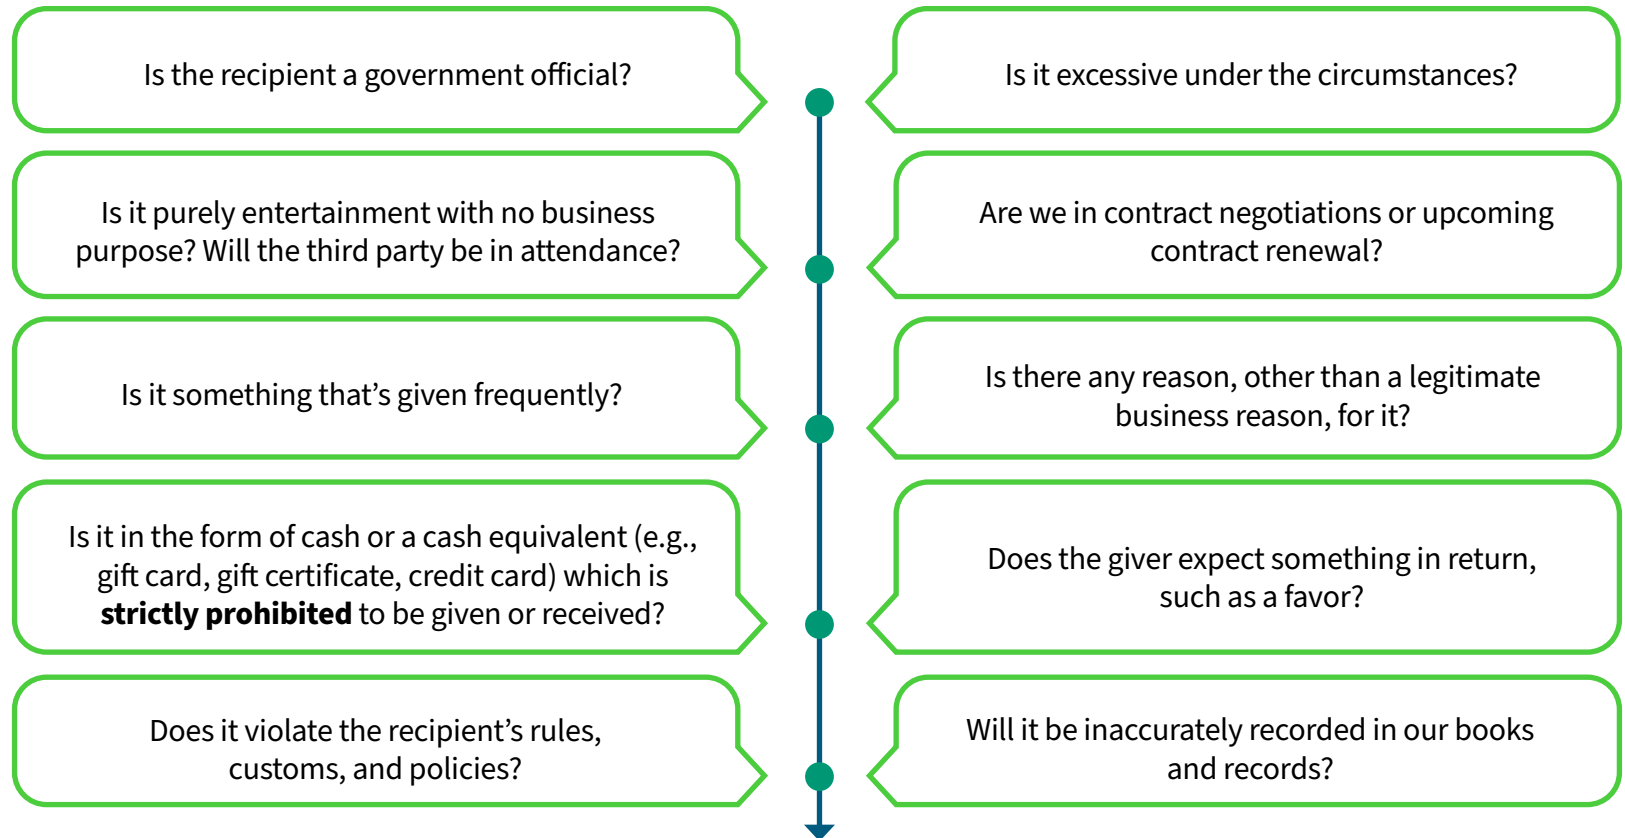 Is the recipient a government official?
Is it excessive under the circumstances?
Is it purely entertainment with no business
purpose? Will the third party be in attendance?
Are we in contract negotiations or upcoming
contract renewal?
Is it something that’s given frequently?
Is there any reason, other than a legitimate
business reason, for it?
Is it in the form of cash or a cash equivalent (e.g.,
gift card, gift certificate, credit card) which is
strictly prohibited to be given or received?
Does the giver expect something in return,
such as a favor?
Does it violate the recipient’s rules,
customs, and policies?
Will it be inaccurately recorded in our books
and records?